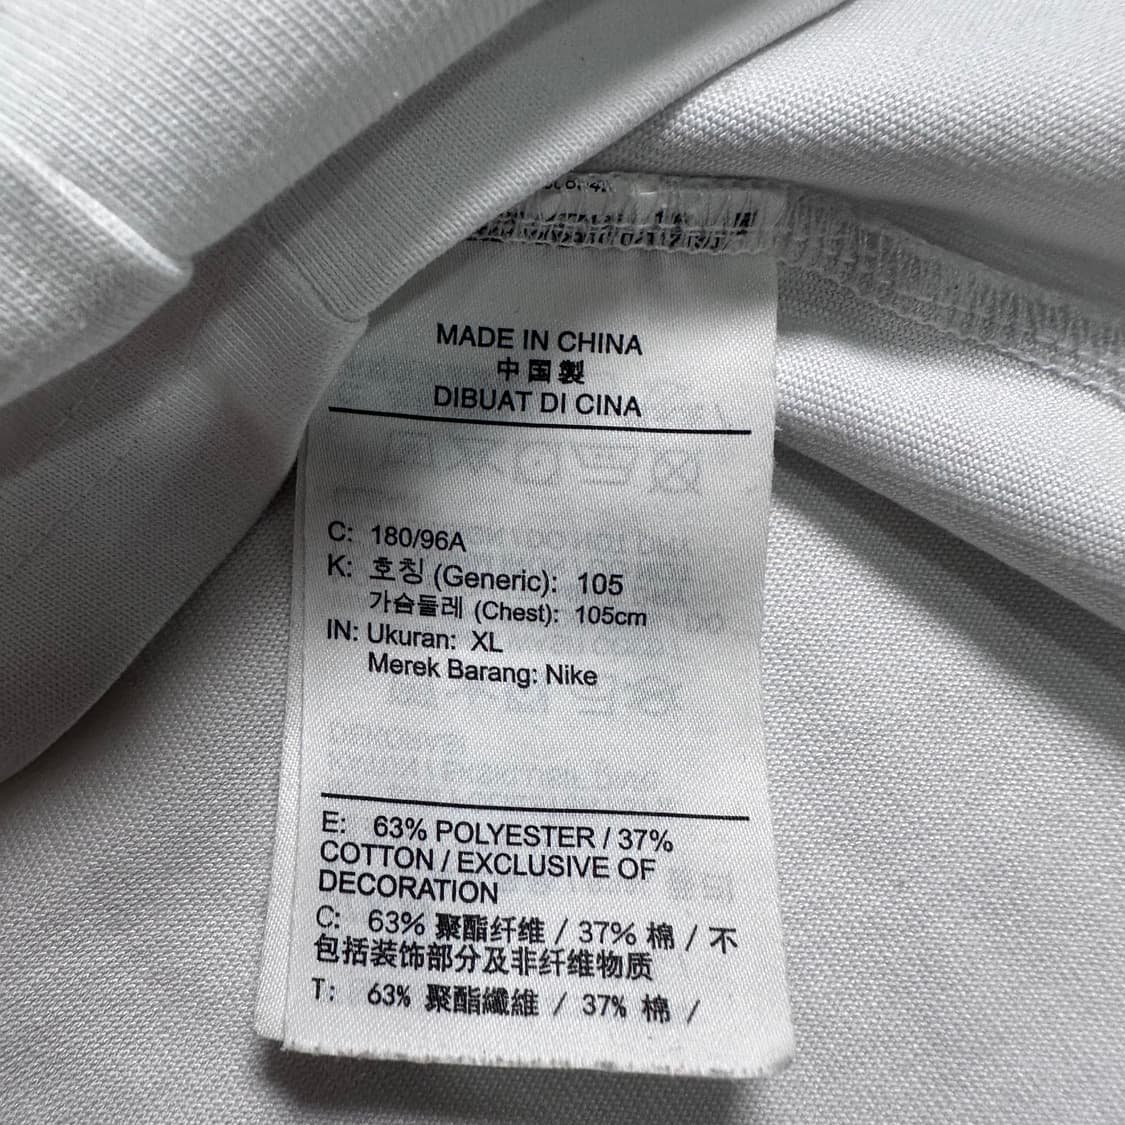 MADE IN CHINA
中国製
DIBUAT DI CINA
C: 180/96A
K: 호칭 (Generic): 105
가슴둘레 (Chest): 105cm
IN: Ukuran: XL
Merek Barang: Nike
E: 63% POLYESTER / 37%
COTTON / EXCLUSIVE OF
DECORATION
C: 63% 聚酯纤维 / 37% 棉 / 不
包括装饰部分及非纤维物质
T: 63% 聚酯纖維 / 37% 棉 /